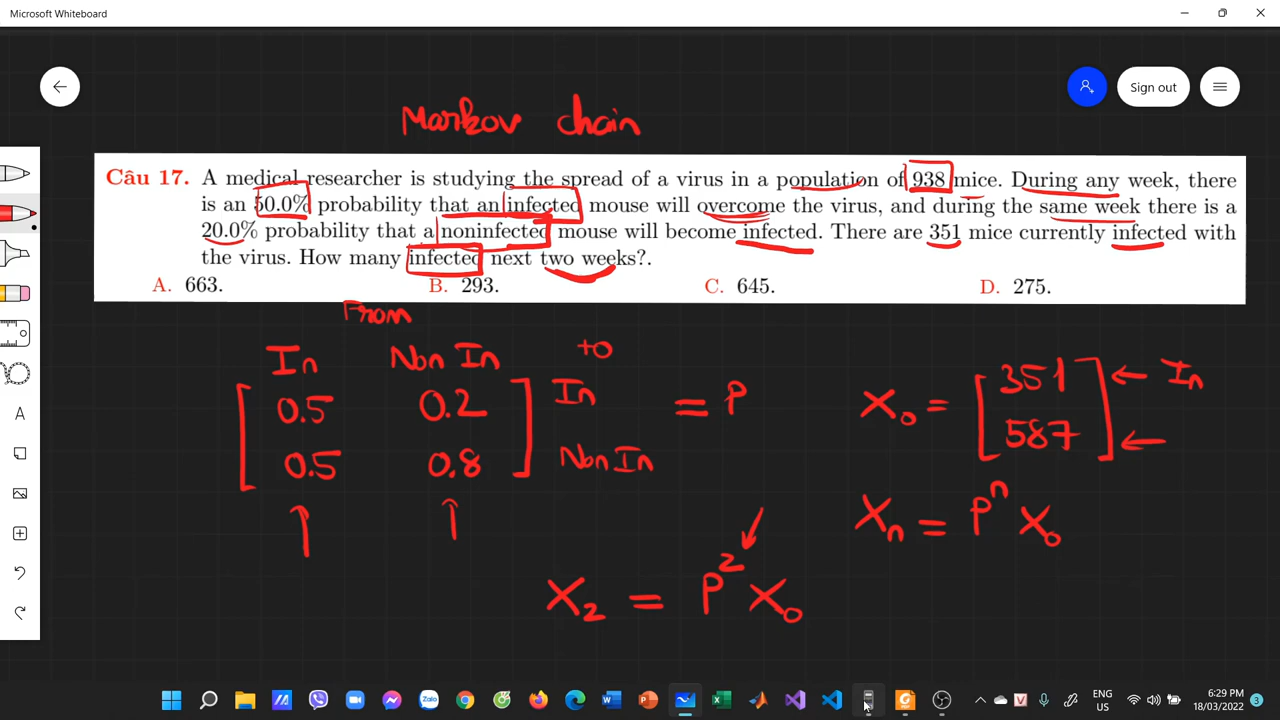 Microsoft Whiteboard
Sign out
Markov chain
Câu 17. A medical researcher is studying the spread of a virus in a population of 938 mice. During any week, there
is an 50.0% probability that an infected mouse will overcome the virus, and during the same week there is a
20.0% probability that a noninfected mouse will become infected. There are 351 mice currently infected with
the virus. How many infected next two weeks?.
A. 663. B. 293. C. 645. D. 275.
From
In Non In to
[0.5 0.2] In = P
[0.5 0.8] Non In
X₀ = [351] ← In
[587] ←
↑ ↑
Xₙ = Pⁿ X₀
X₂ = P² X₀
A
Zalo
ENG
US
6:29 PM
18/03/2022
3